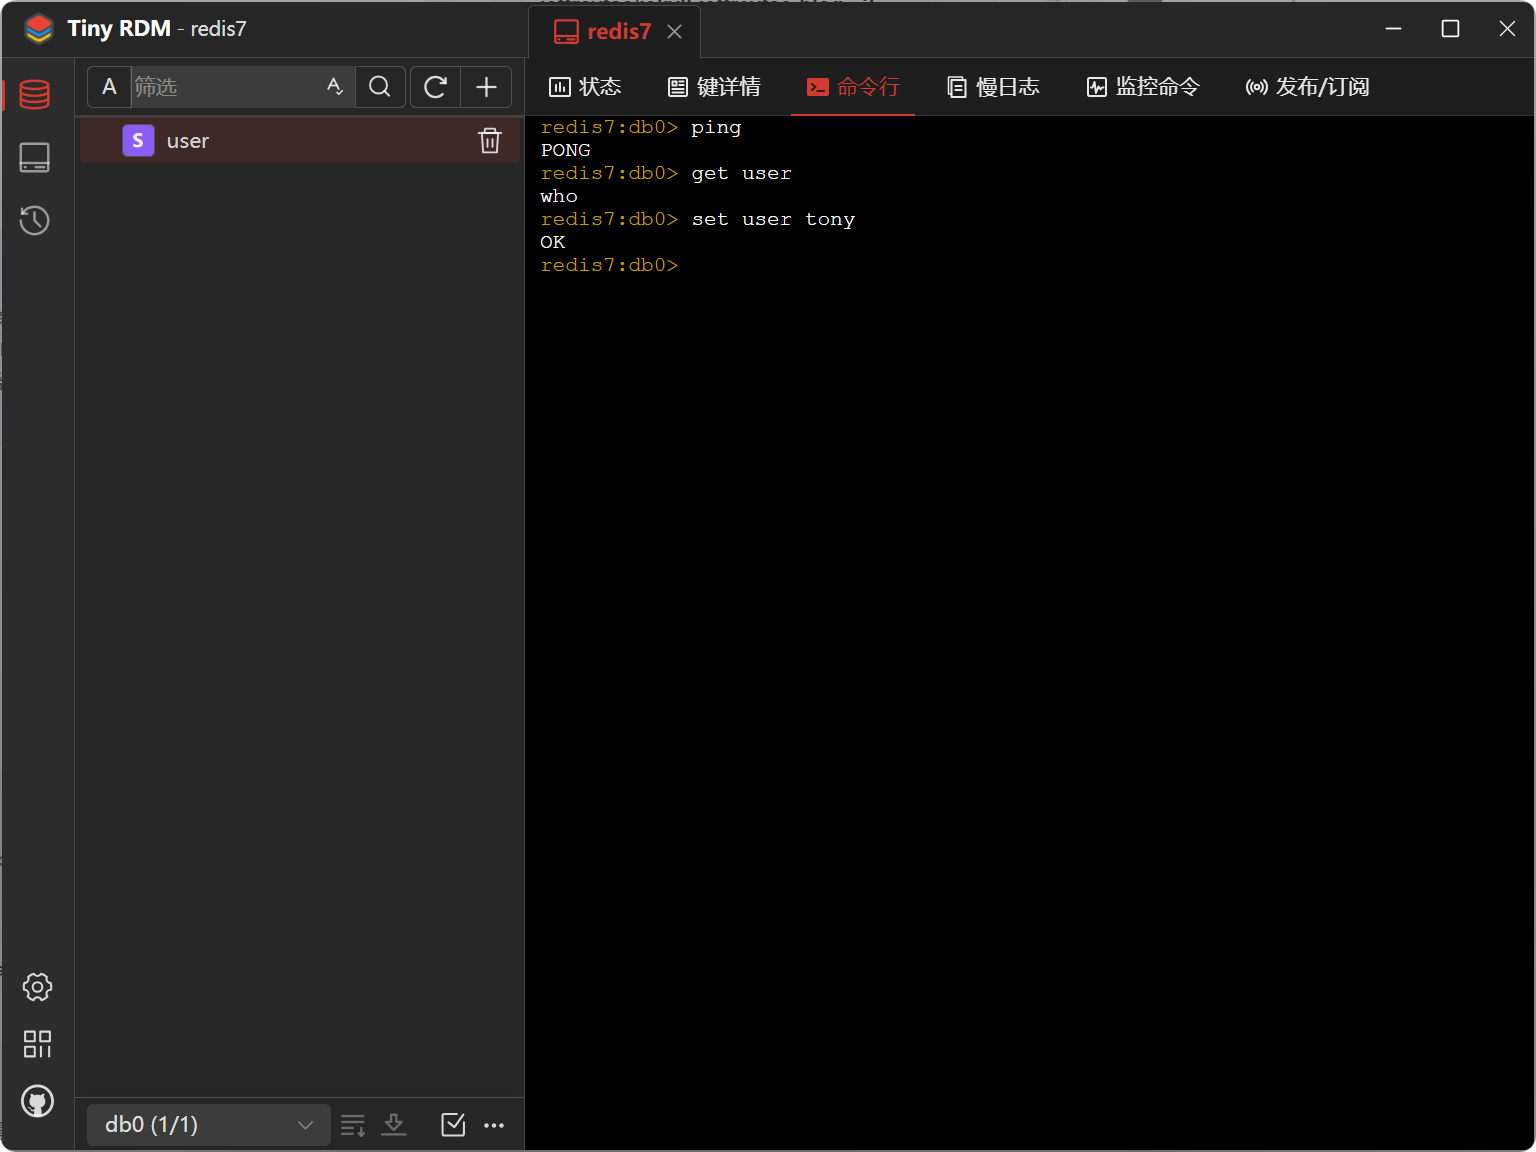 Tiny RDM - redis7
redis7
A 筛选
状态 键详情 命令行 慢日志 监控命令 发布/订阅
S user
redis7:db0> ping
PONG
redis7:db0> get user
who
redis7:db0> set user tony
OK
redis7:db0>
db0 (1/1)